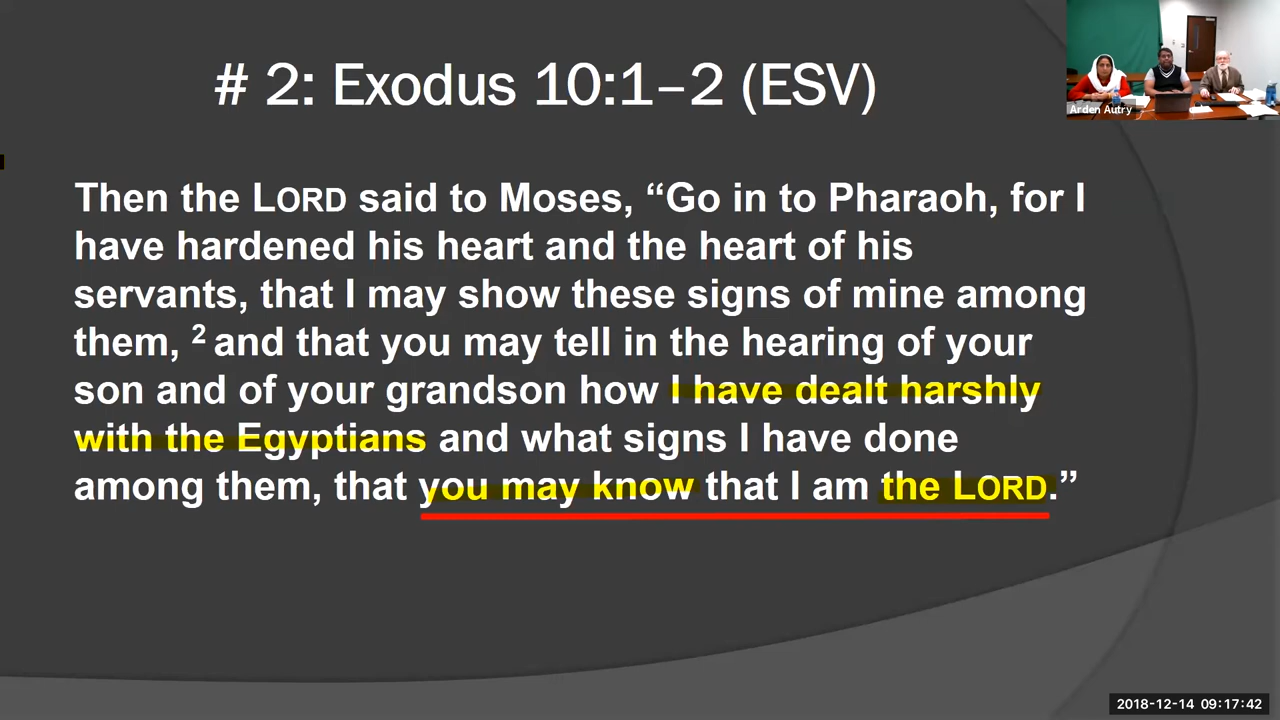 # 2: Exodus 10:1–2 (ESV)
Arden Autry
Then the LORD said to Moses, “Go in to Pharaoh, for I
have hardened his heart and the heart of his
servants, that I may show these signs of mine among
them, 2 and that you may tell in the hearing of your
son and of your grandson how I have dealt harshly
with the Egyptians and what signs I have done
among them, that you may know that I am the LORD.”
2018-12-14 09:17:42